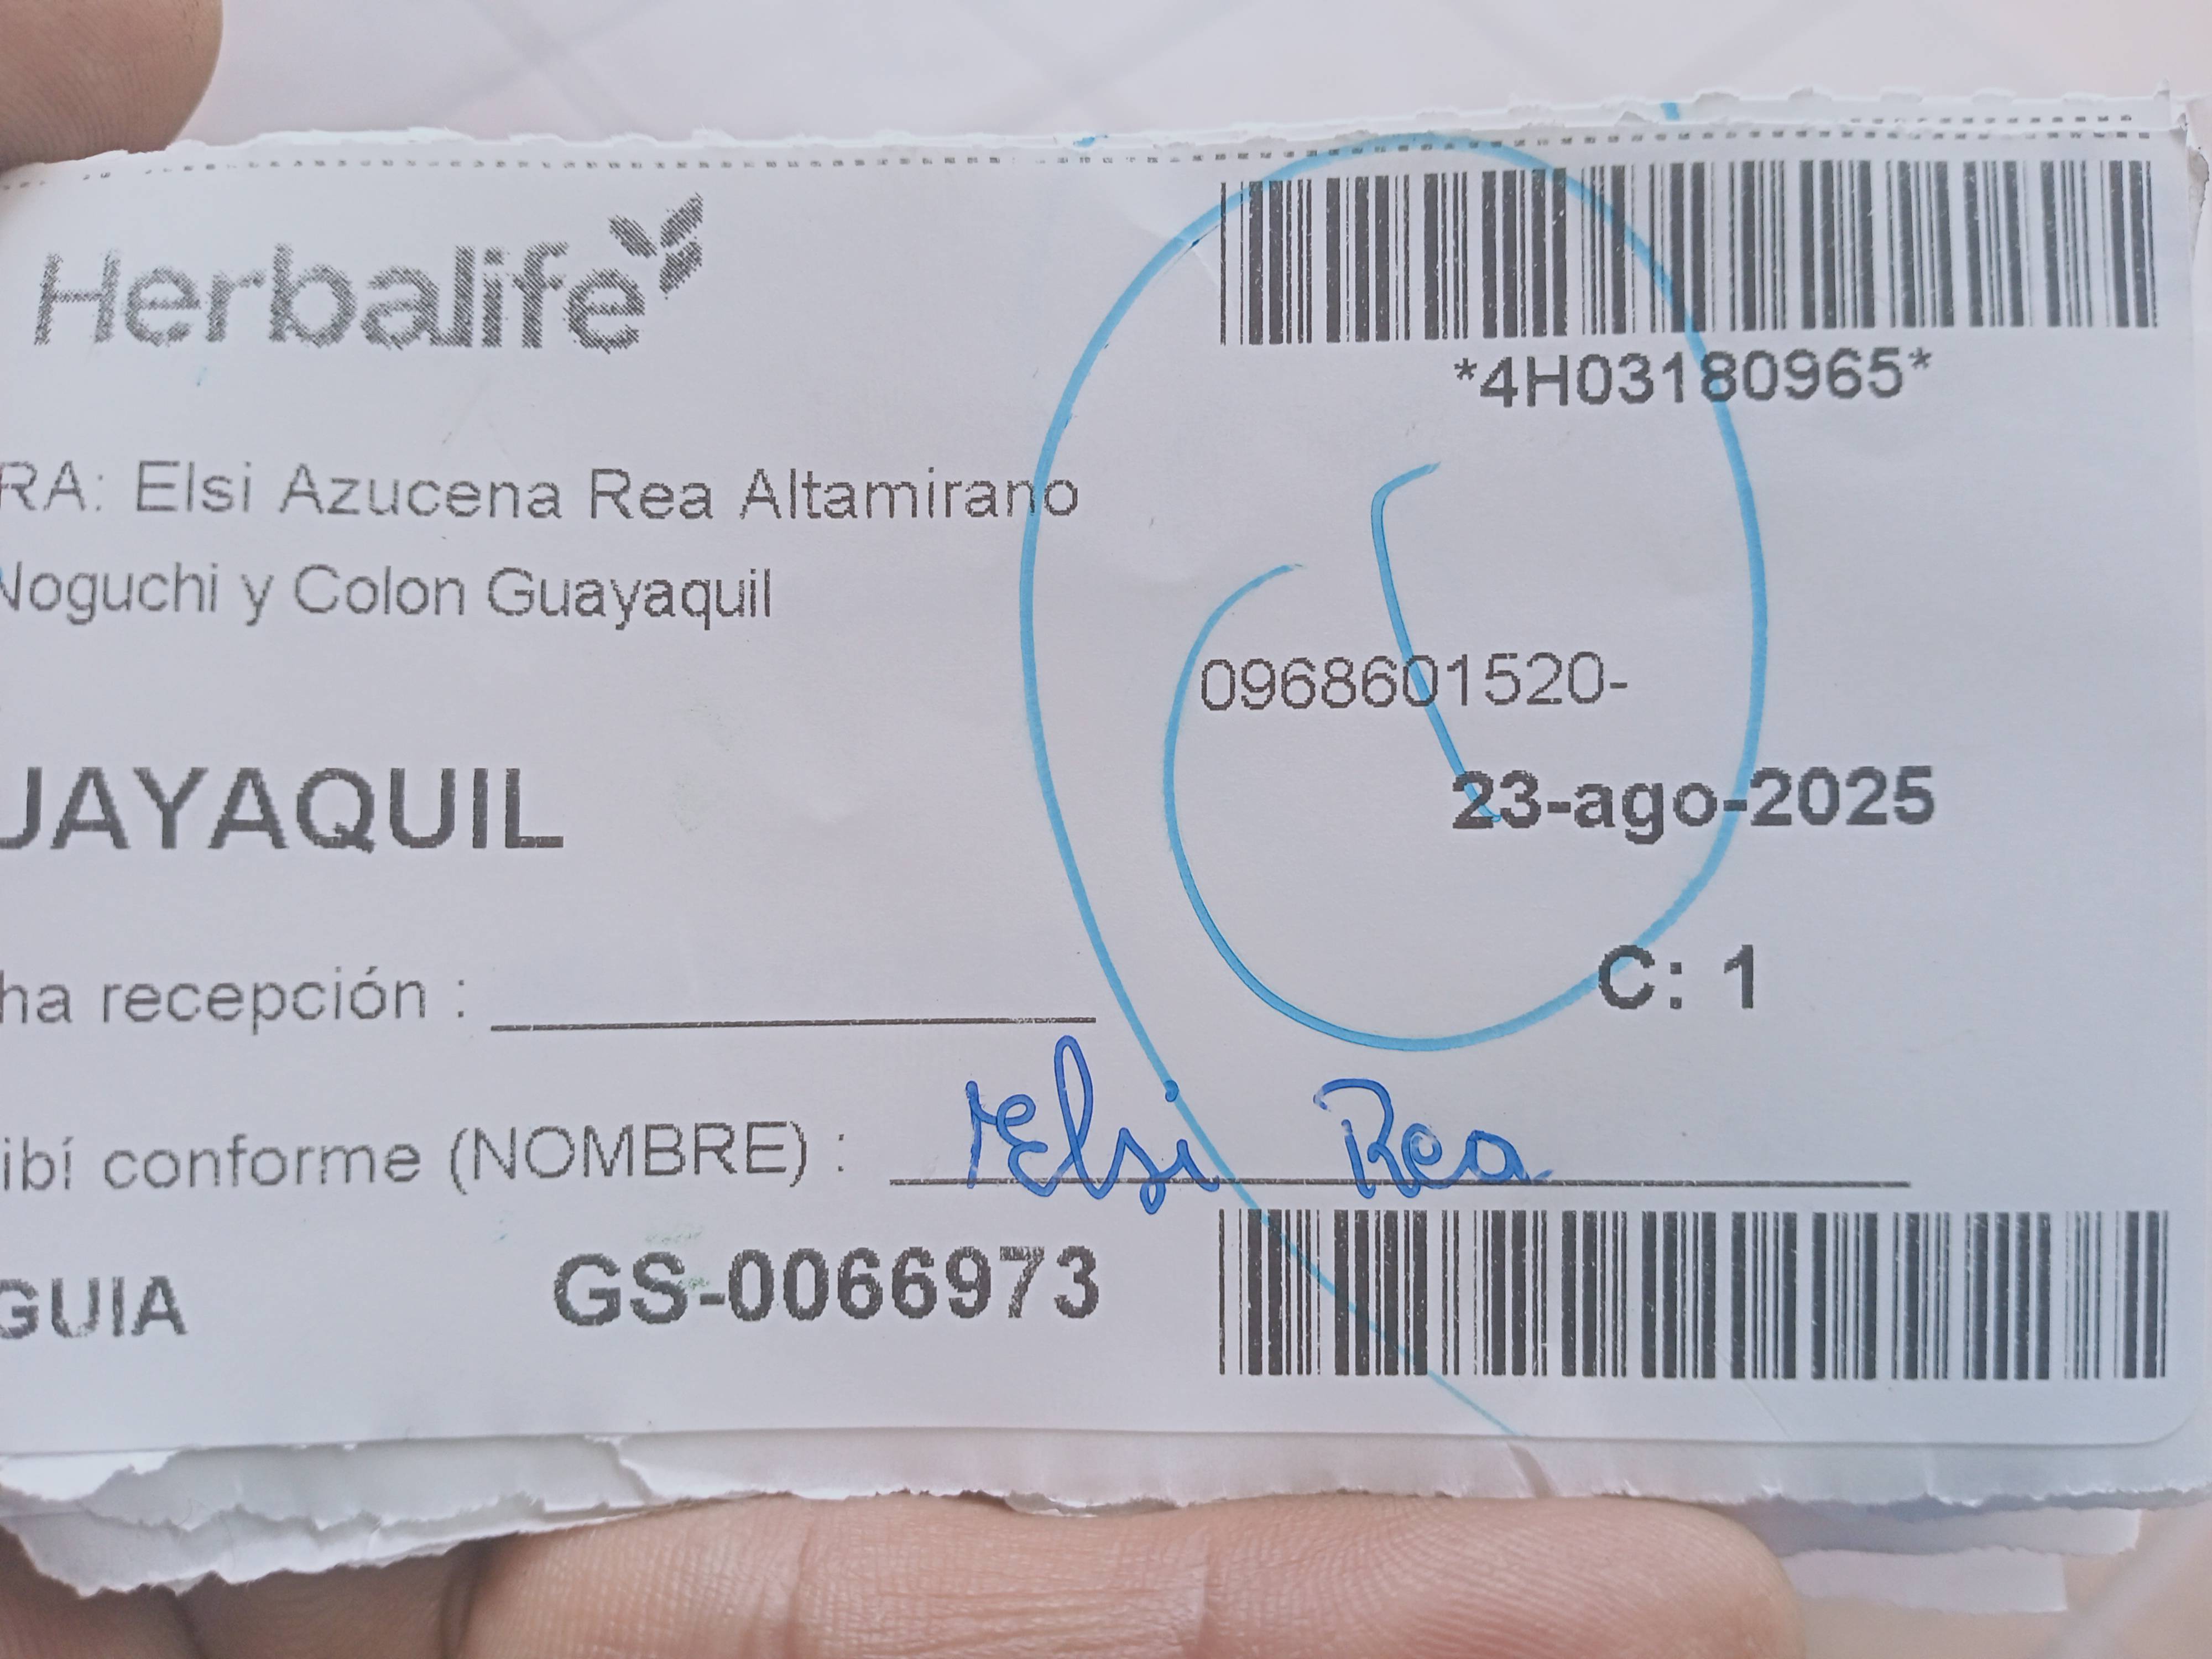 Herbalife
*4H03180965*
RA: Elsi Azucena Rea Altamirano
Noguchi y Colon Guayaquil
0968601520-
UAYAQUIL
23-ago-2025
C: 1
ha recepción :
ibí conforme (NOMBRE) : Elsi Rea
GUIA GS-0066973